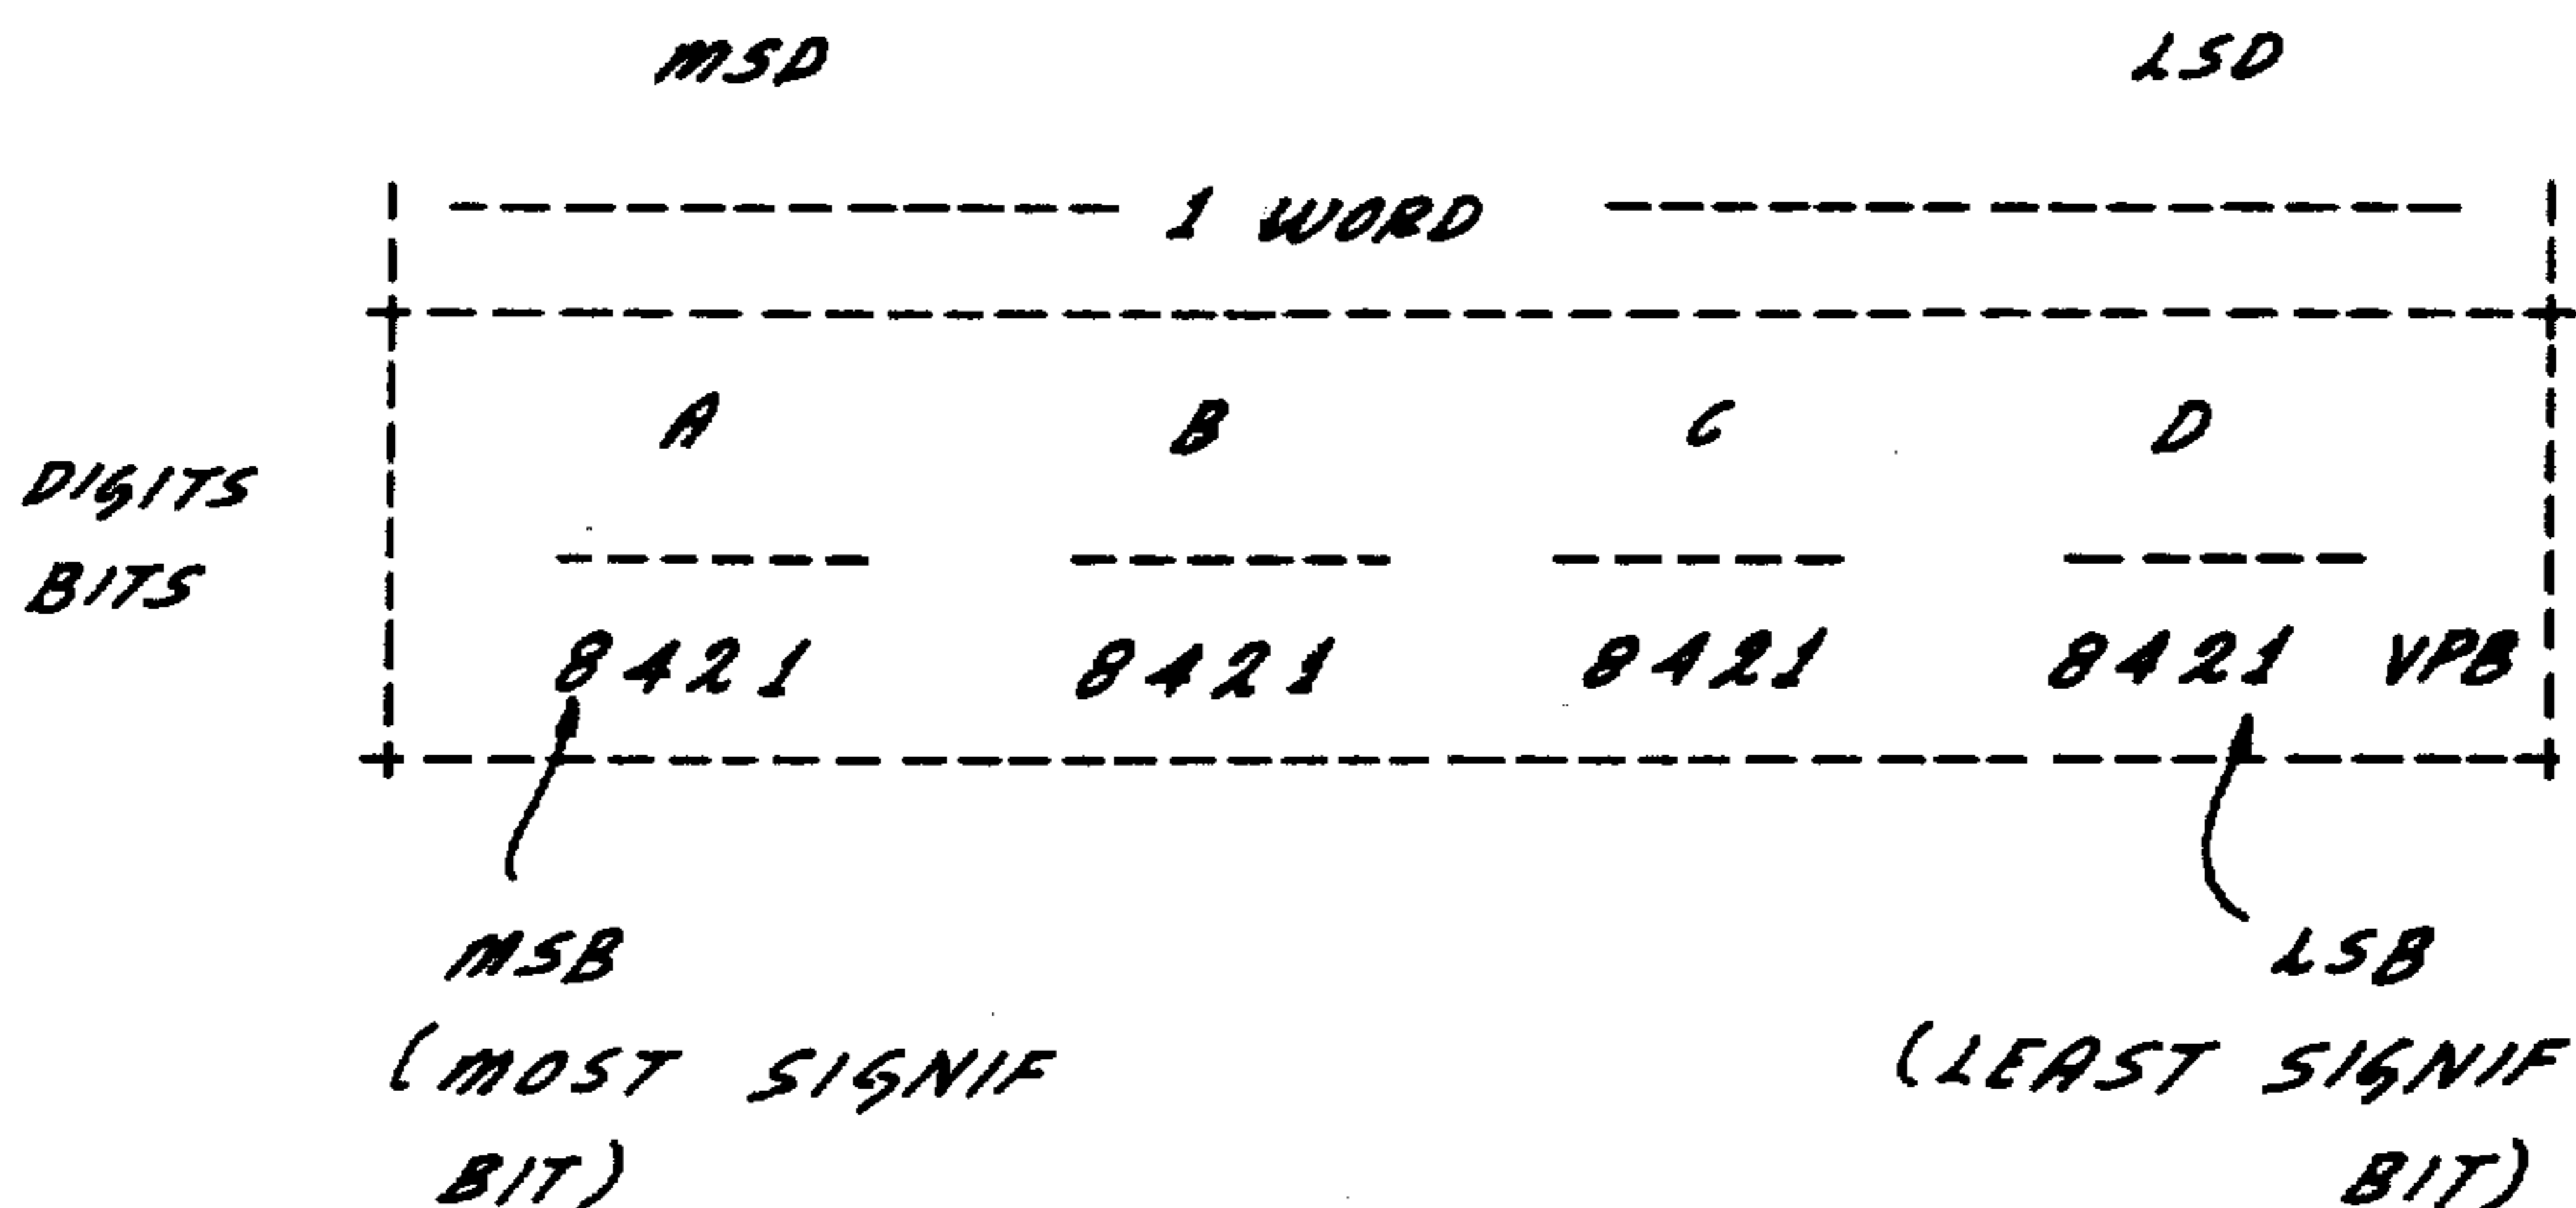 MSD LSD
1 WORD
A B C D
DIGITS
BITS
8421 8421 8421 8421 VPB
MSB LSB
(MOST SIGNIF (LEAST SIGNIF
BIT) BIT)